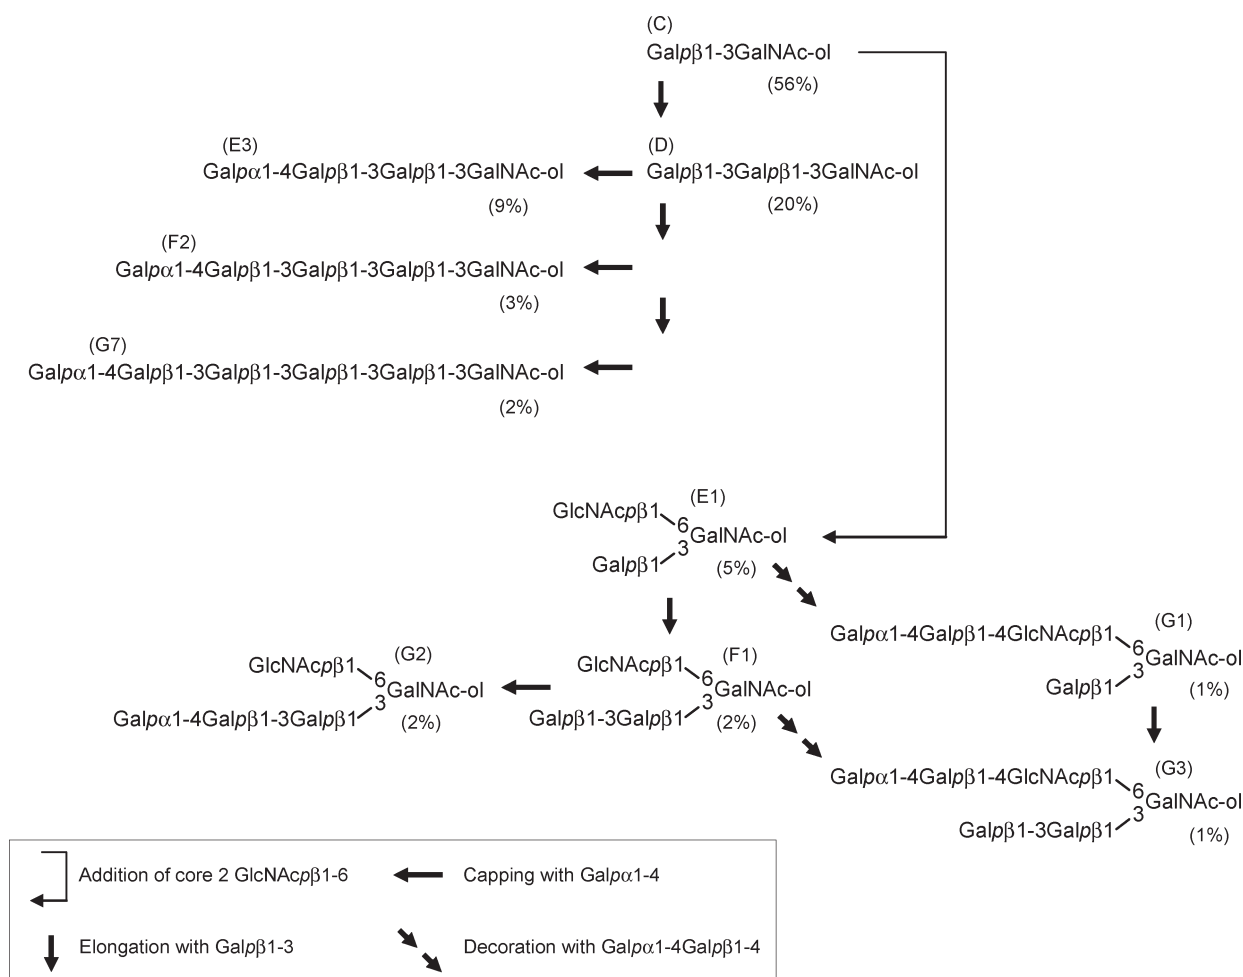 (C)
Galpβ1-3GalNAc-ol
(56%)
(E3)
Galpα1-4Galpβ1-3Galpβ1-3GalNAc-ol
(9%)
(D)
Galpβ1-3Galpβ1-3GalNAc-ol
(20%)
(F2)
Galpα1-4Galpβ1-3Galpβ1-3Galpβ1-3GalNAc-ol
(3%)
(G7)
Galpα1-4Galpβ1-3Galpβ1-3Galpβ1-3Galpβ1-3GalNAc-ol
(2%)
(E1)
GlcNAcpβ1
6
GalNAc-ol
3
Galpβ1
(5%)
(G1)
Galpα1-4Galpβ1-4GlcNAcpβ1
6
GalNAc-ol
3
Galpβ1
(1%)
(G2)
GlcNAcpβ1
6
GalNAc-ol
3
Galpα1-4Galpβ1-3Galpβ1
(2%)
(F1)
GlcNAcpβ1
6
GalNAc-ol
3
Galpβ1-3Galpβ1
(2%)
(G3)
Galpα1-4Galpβ1-4GlcNAcpβ1
6
GalNAc-ol
3
Galpβ1-3Galpβ1
(1%)
Addition of core 2 GlcNAcpβ1-6
Capping with Galpα1-4
Elongation with Galpβ1-3
Decoration with Galpα1-4Galpβ1-4